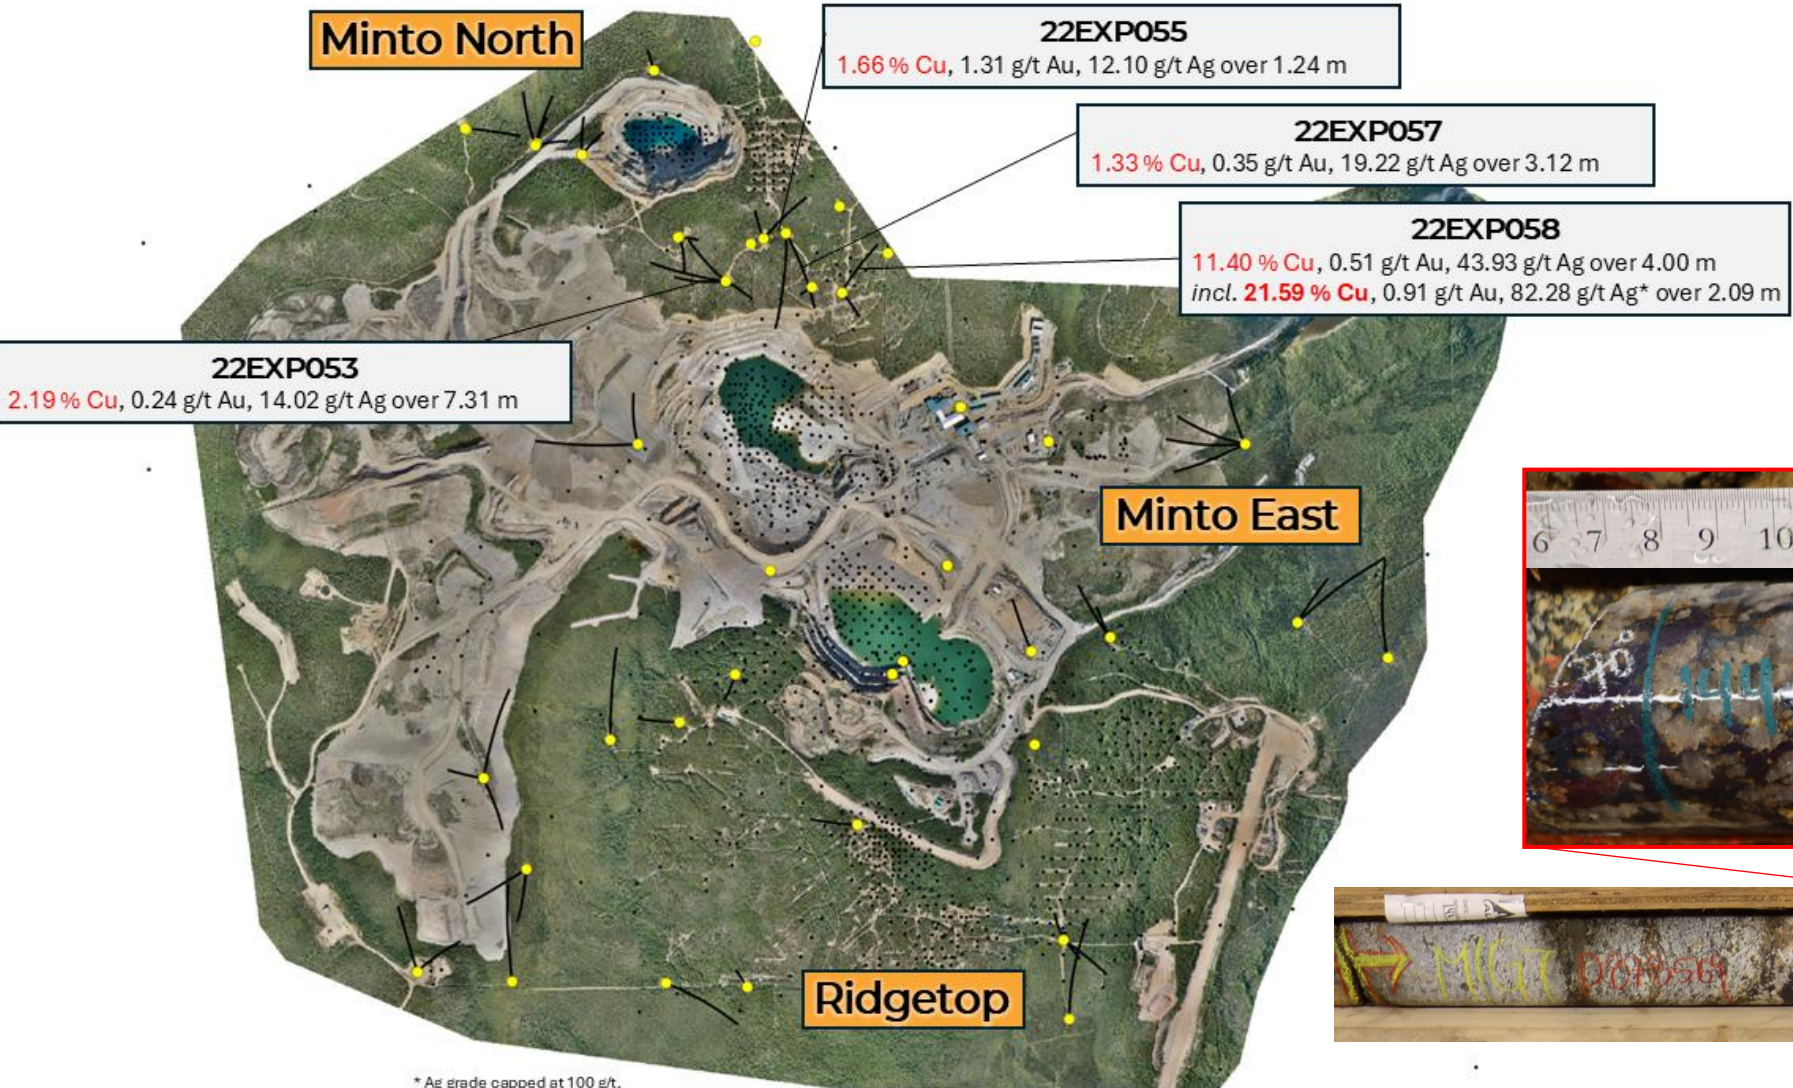 Minto North
22EXP055
1.66 % Cu, 1.31 g/t Au, 12.10 g/t Ag over 1.24 m
22EXP057
1.33 % Cu, 0.35 g/t Au, 19.22 g/t Ag over 3.12 m
22EXP058
11.40 % Cu, 0.51 g/t Au, 43.93 g/t Ag over 4.00 m
incl. 21.59 % Cu, 0.91 g/t Au, 82.28 g/t Ag* over 2.09 m
22EXP053
2.19 % Cu, 0.24 g/t Au, 14.02 g/t Ag over 7.31 m
Minto East
6 7 8 9 10
144
Ridgetop
* Ag grade capped at 100 g/t.